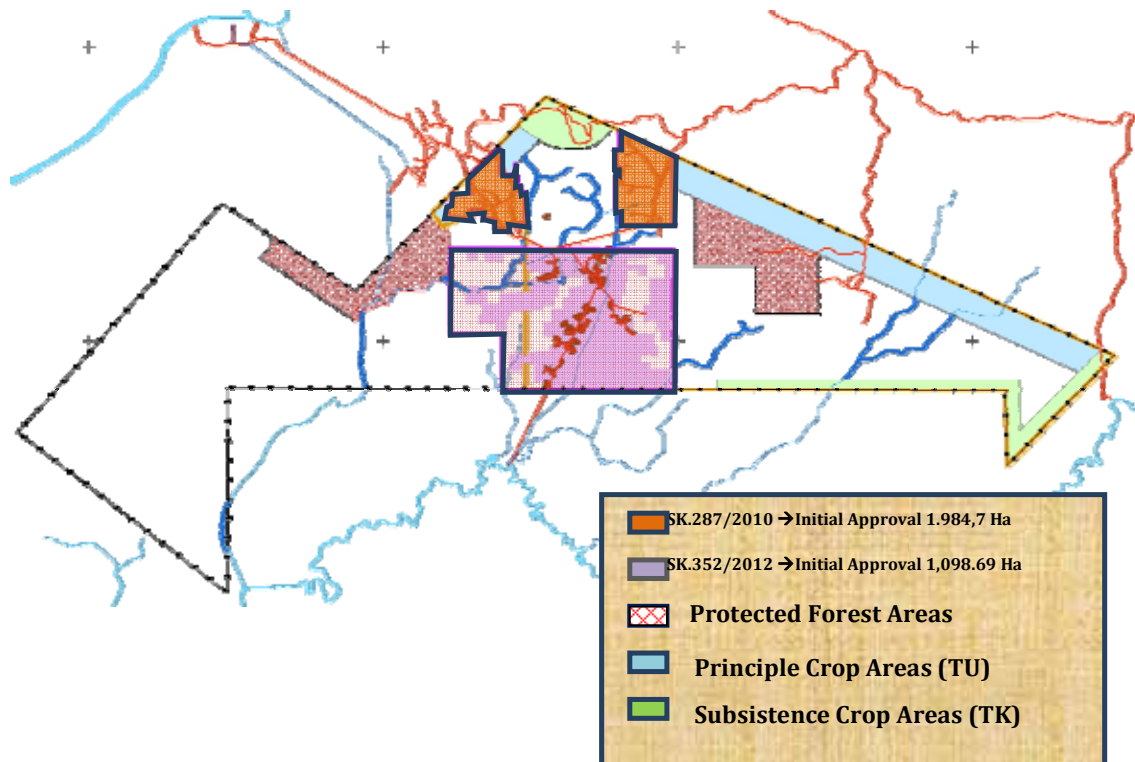 SK.287/2010 →Initial Approval 1.984,7 Ha
SK.352/2012 →Initial Approval 1,098.69 Ha
Protected Forest Areas
Principle Crop Areas (TU)
Subsistence Crop Areas (TK)